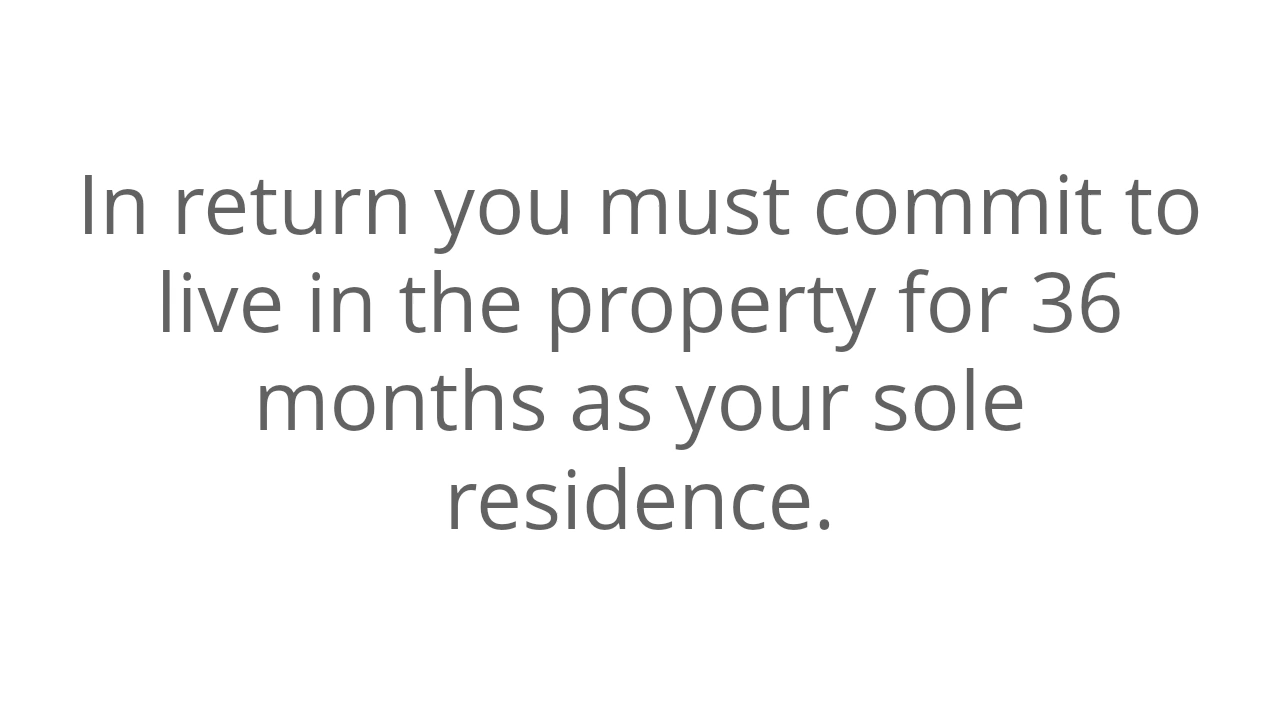 In return you must commit to
live in the property for 36
months as your sole
residence.